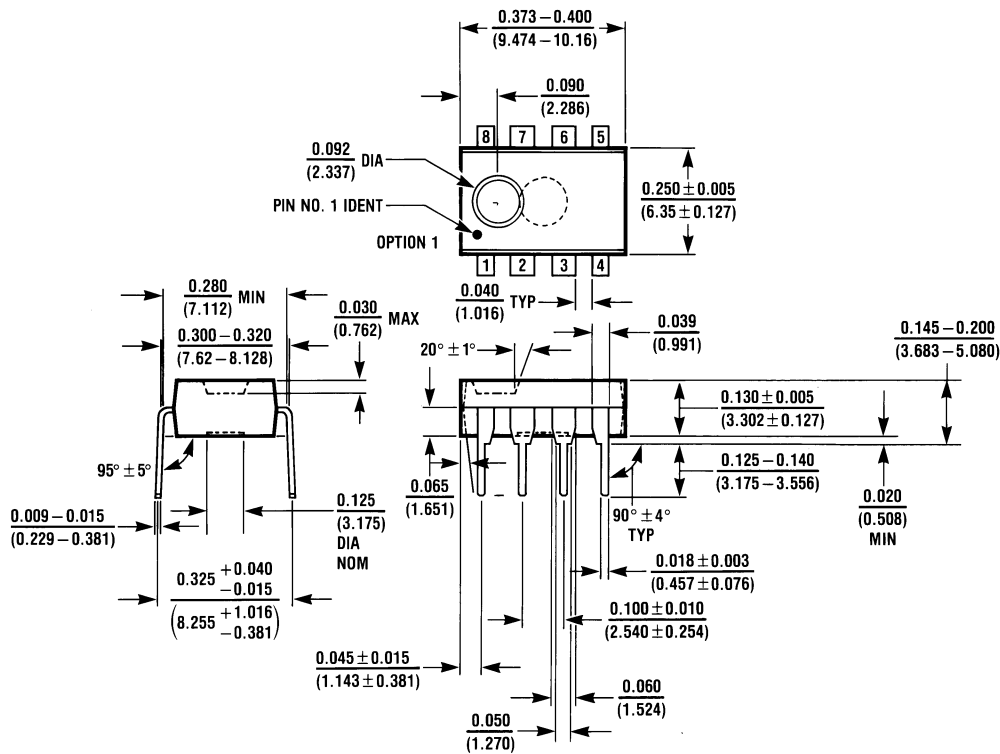 0.373 – 0.400
(9.474 – 10.16)
0.090
(2.286)
8 7 6 5
0.092 DIA
(2.337)
0.250 ± 0.005
(6.35 ± 0.127)
PIN NO. 1 IDENT
OPTION 1
1 2 3 4
0.280 MIN
(7.112)
0.030 MAX
(0.762)
0.040 TYP
(1.016)
0.039
(0.991)
0.145 – 0.200
(3.683 – 5.080)
0.300 – 0.320
(7.62 – 8.128)
20° ± 1°
0.130 ± 0.005
(3.302 ± 0.127)
95° ± 5°
0.065
(1.651)
0.125 – 0.140
(3.175 – 3.556)
0.009 – 0.015
(0.229 – 0.381)
0.125
(3.175)
DIA
NOM
90° ± 4°
TYP
0.020
(0.508)
MIN
0.018 ± 0.003
(0.457 ± 0.076)
0.325 + 0.040
– 0.015
(8.255 + 1.016
– 0.381)
0.100 ± 0.010
(2.540 ± 0.254)
0.045 ± 0.015
(1.143 ± 0.381)
0.060
(1.524)
0.050
(1.270)